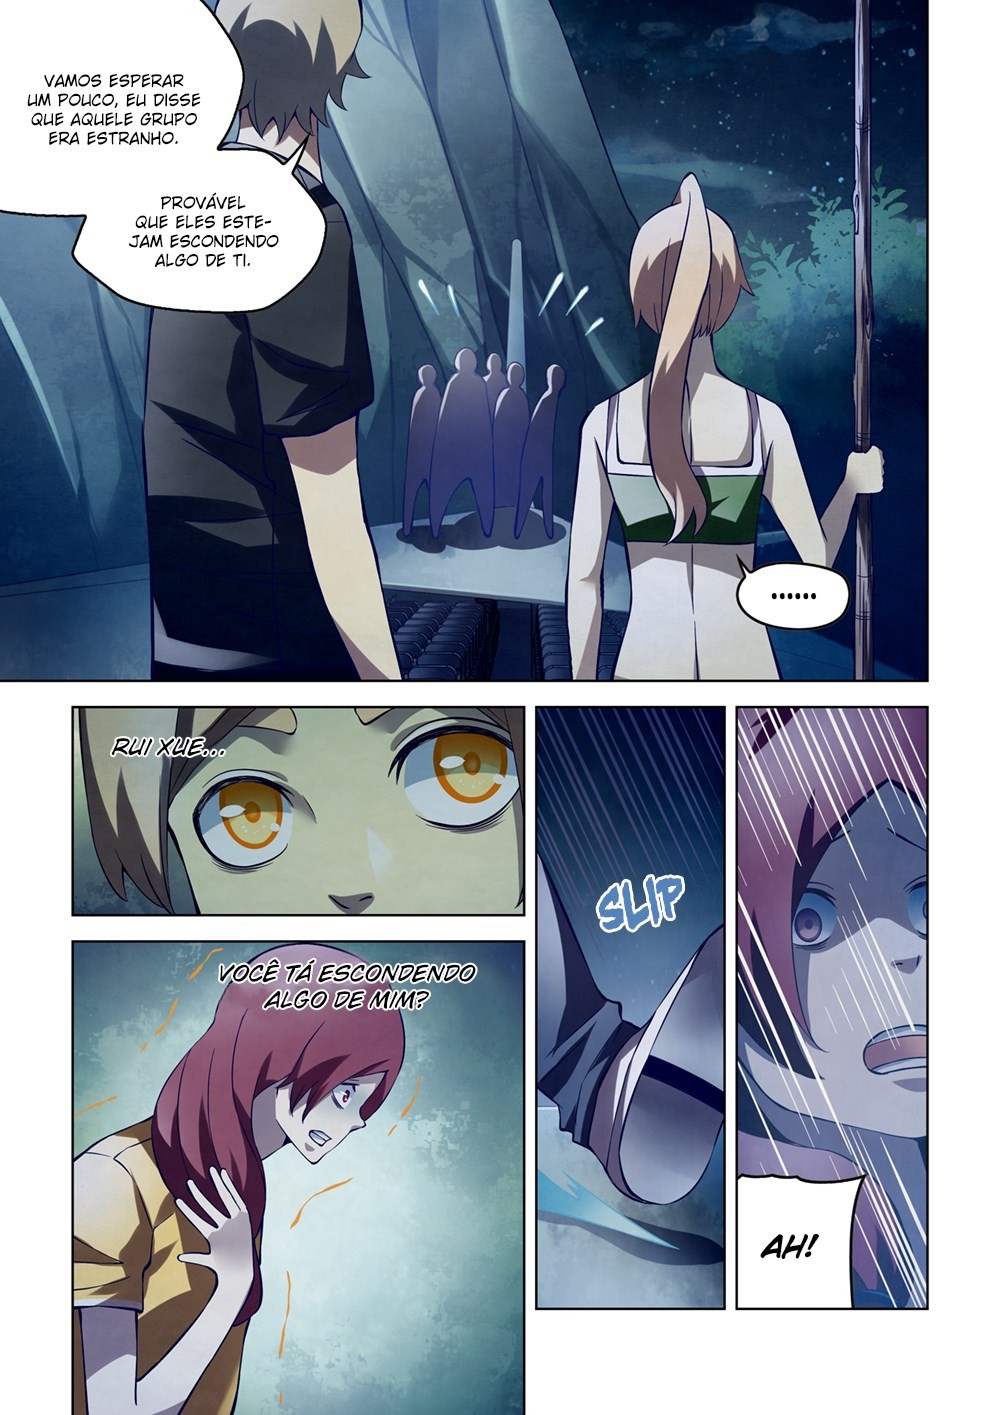 VAMOS ESPERAR
UM POUCO, EU DISSE
QUE AQUELE GRUPO
ERA ESTRANHO.
PROVÁVEL
QUE ELES ESTE-
JAM ESCONDENDO
ALGO DE TI.
......
RUI XUE...
SLIP
AH!
VOCÊ TÁ ESCONDENDO
ALGO DE MIM?